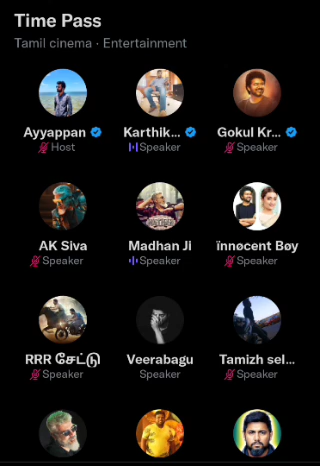 Time Pass
Tamil cinema · Entertainment
Ayyappan
Karthik...
Gokul Kr...
Host
Speaker
Speaker
AK Siva
Madhan Ji
ïnnøcent Bøy
Speaker
Speaker
Speaker
RRR சேட்டு
Veerabagu
Tamizh sel...
Speaker
Speaker
Speaker